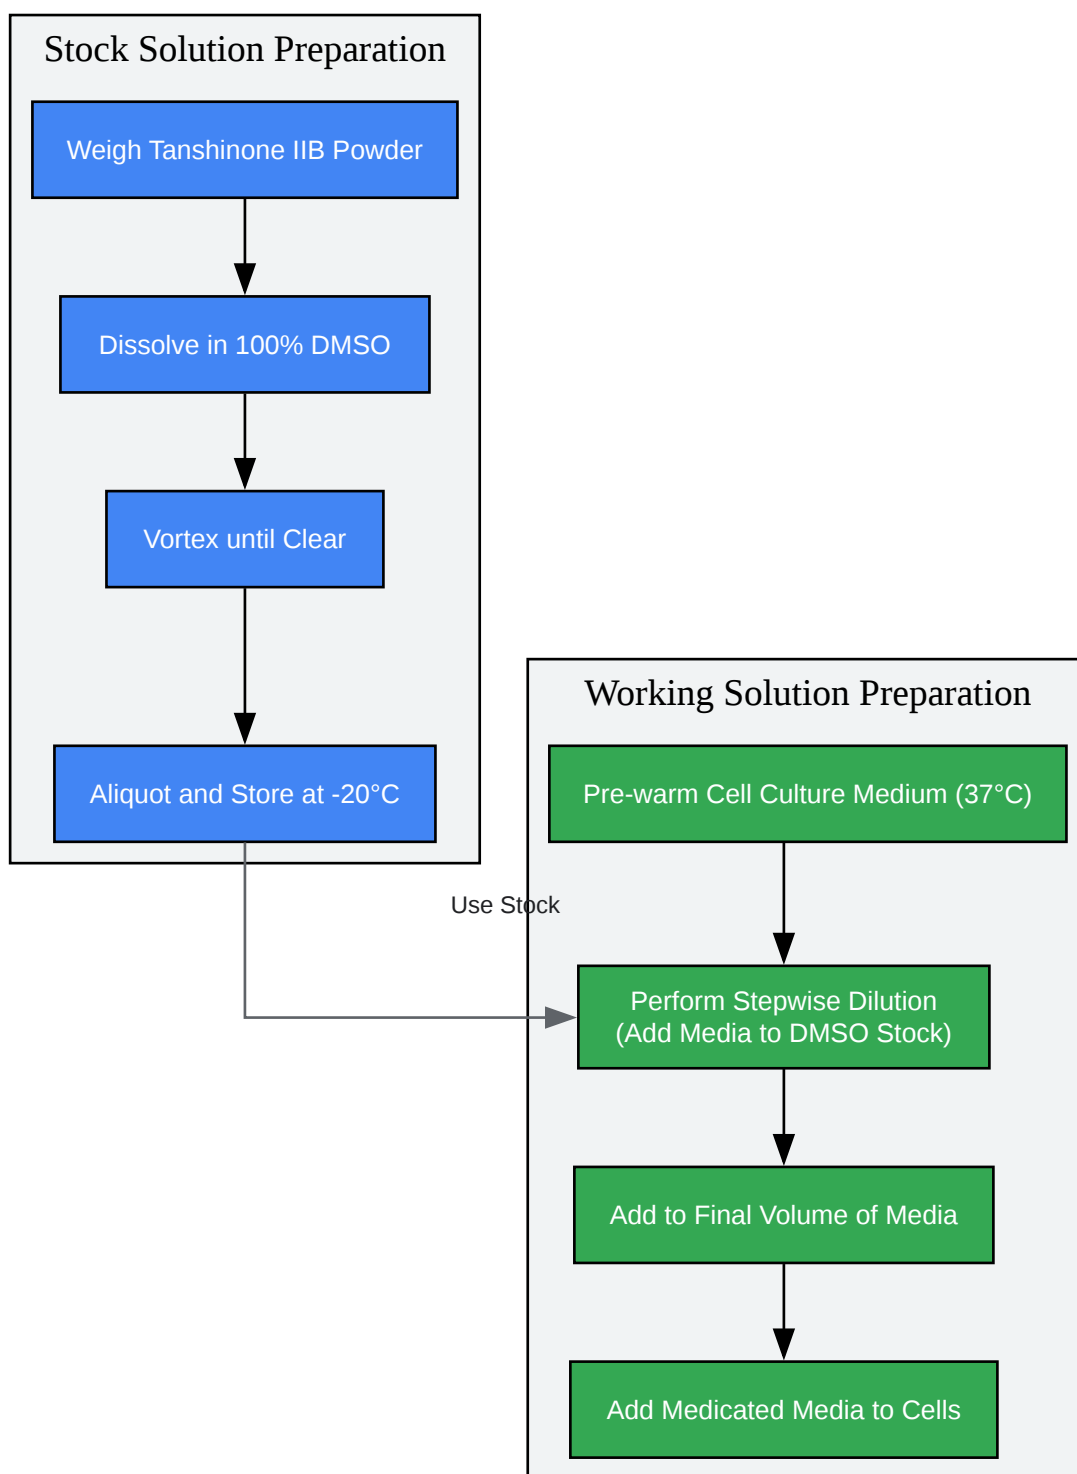 Stock Solution Preparation
Weigh Tanshinone IIB Powder
Dissolve in 100% DMSO
Vortex until Clear
Aliquot and Store at -20°C
Use Stock
Working Solution Preparation
Pre-warm Cell Culture Medium (37°C)
Perform Stepwise Dilution
(Add Media to DMSO Stock)
Add to Final Volume of Media
Add Medicated Media to Cells